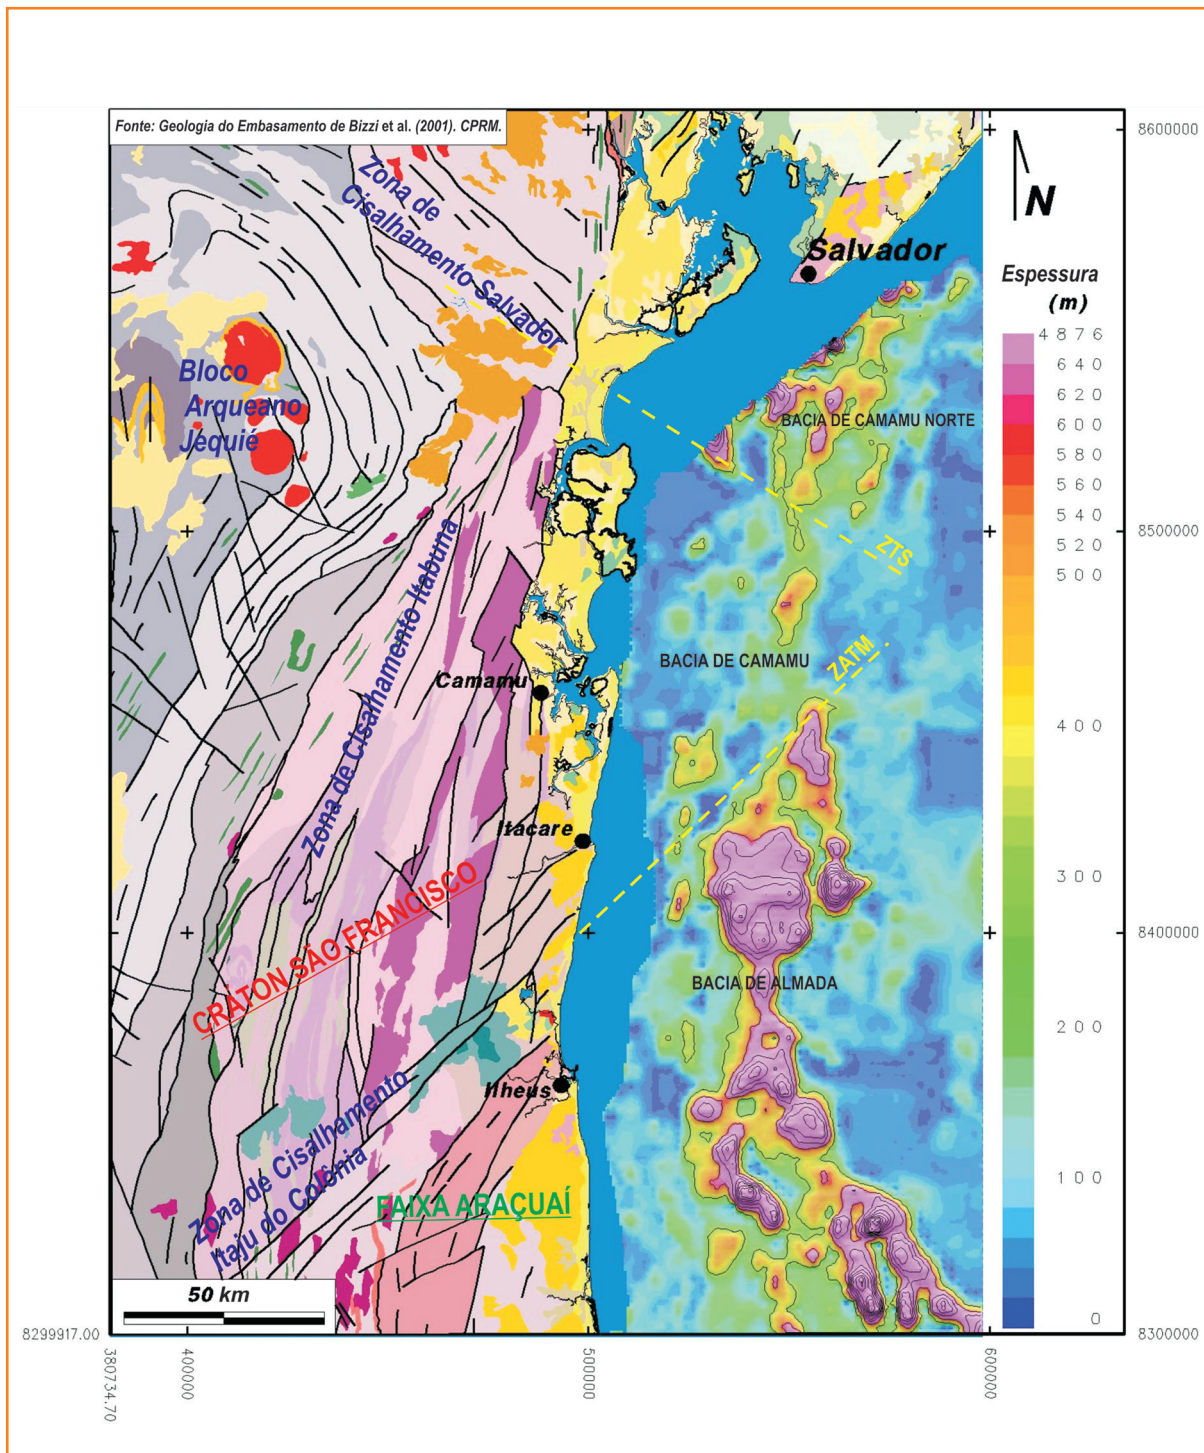 Fonte: Geologia do Embasamento de Bizzi et al. (2001). CPRM.
8600000
N
Zona de
Cisalhamento Salvador
Salvador
Espessura
(m)
4876
640
620
600
580
560
540
520
500
400
300
200
100
0
Bloco
Arqueano
Jequié
BACIA DE CAMAMU NORTE
8500000
ZTS
Zona de Cisalhamento Itabuna
BACIA DE CAMAMU
ZATM
Camamu
Itacare
CRÁTON SÃO FRANCISCO
8400000
BACIA DE ALMADA
Ilheus
Zona de Cisalhamento
Itaju do Colônia
FAIXA ARAÇUAÍ
50 km
8299917.00
8300000
380734.70
400000
500000
600000